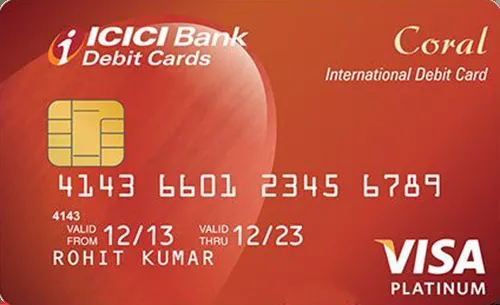 ICICI Bank
Debit Cards
Coral
International Debit Card
4143 6601 2345 6789
4143
VALID FROM 12/13 VALID THRU 12/23
ROHIT KUMAR
VISA
PLATINUM